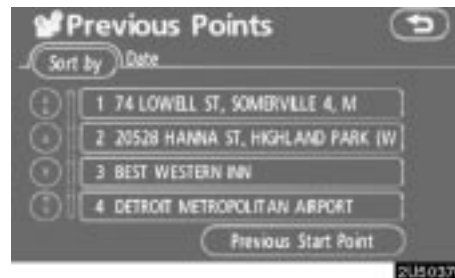 Previous Points
Sort by Date
1 74 LOWELL ST, SOMERVILLE 4, M
2 20528 HANNA ST, HIGHLAND PARK (W
3 BEST WESTERN INN
4 DETROIT METROPOLITAN AIRPORT
Previous Start Point
2U5037